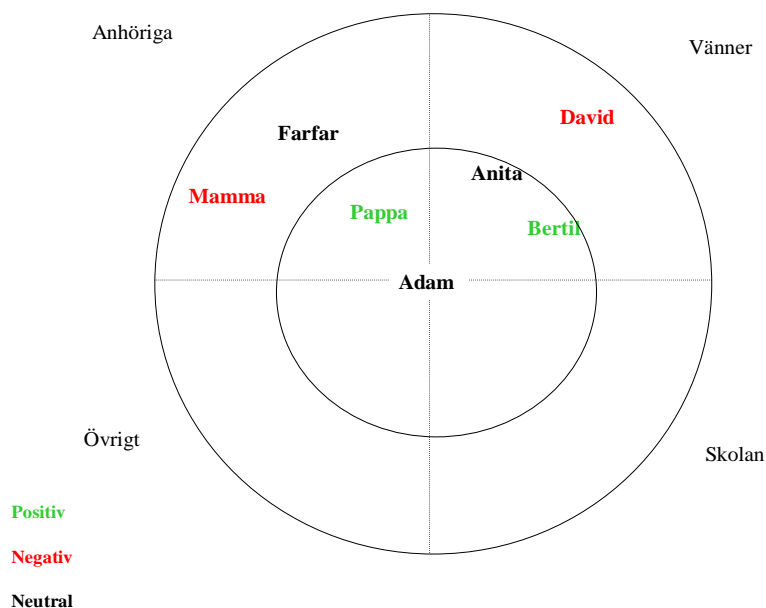 Anhöriga
Vänner
David
Farfar
Anita
Mamma
Pappa
Bertil
Adam
Övrigt
Skolan
Positiv
Negativ
Neutral